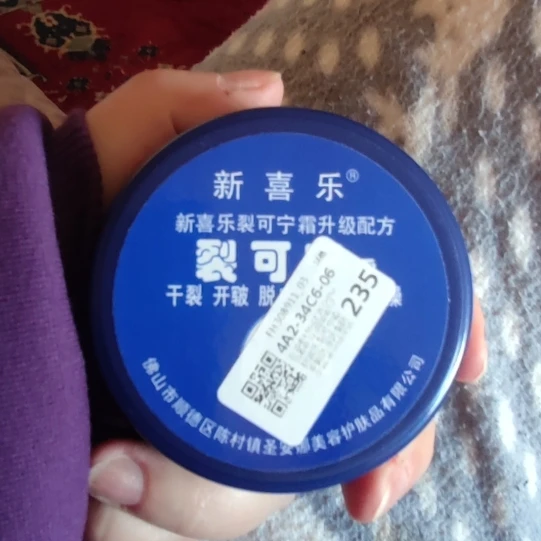 新喜乐®
新喜乐裂可宁霜升级配方
裂可
干裂 开皲 脱
4A2-34C6-06
235
佛山市顺德区陈村镇圣安娜美容护肤品有限公司